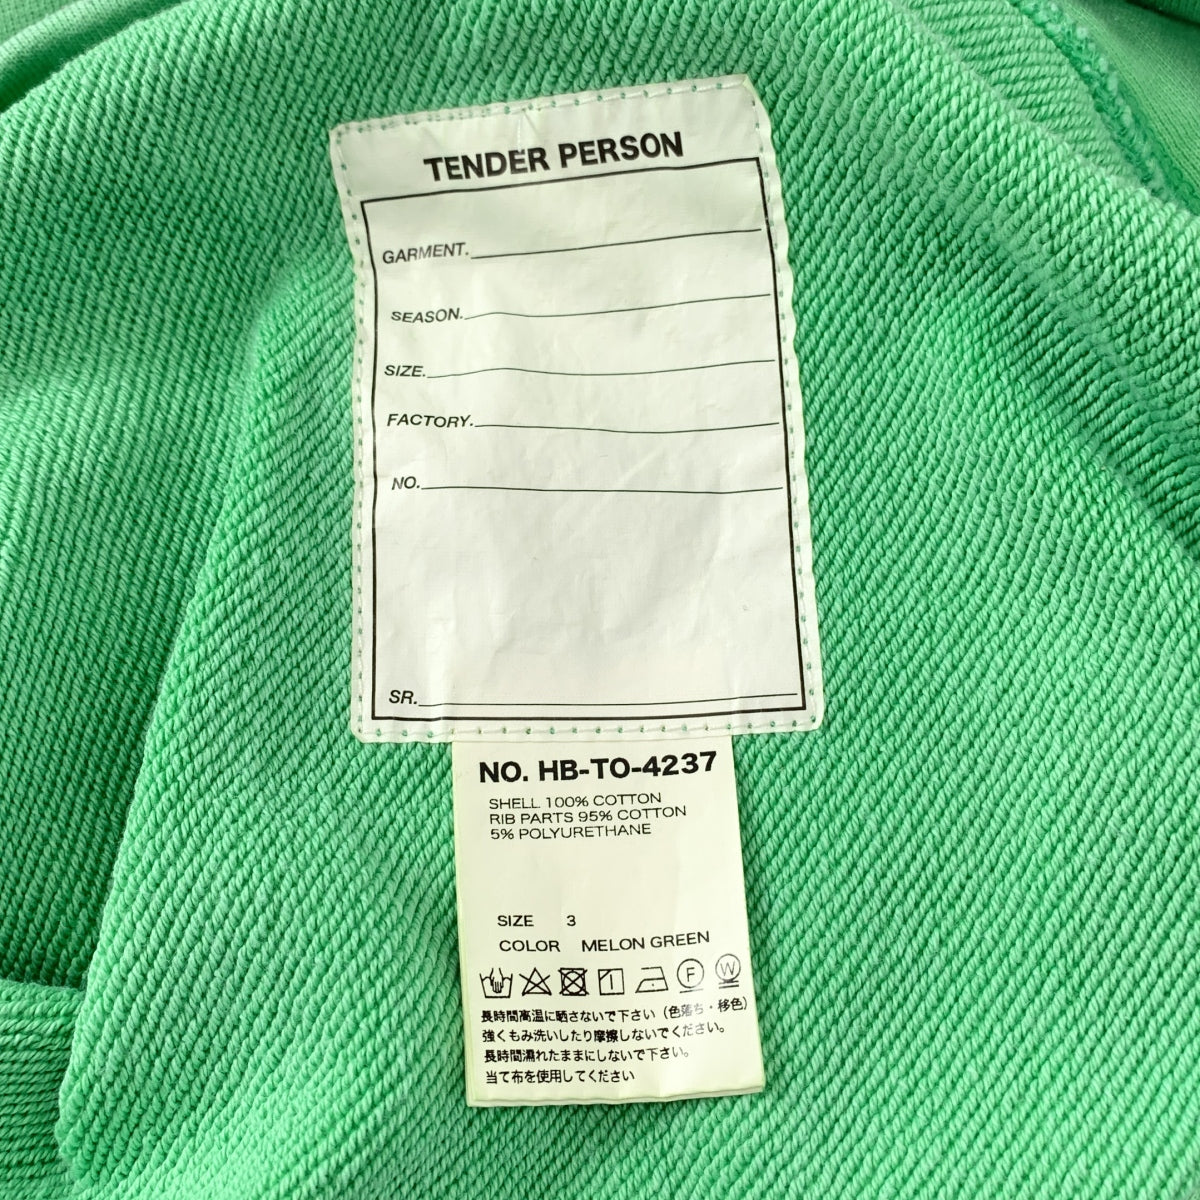 TENDER PERSON
GARMENT.
SEASON.
SIZE.
FACTORY.
NO.
SR.
NO. HB-TO-4237
SHELL 100% COTTON
RIB PARTS 95% COTTON
5% POLYURETHANE
SIZE 3
COLOR MELON GREEN
F W
長時間高温に晒さないで下さい（色落ち・移色）
強くもみ洗いしたり摩擦しないでください。
長時間濡れたままにしないで下さい。
当て布を使用してください